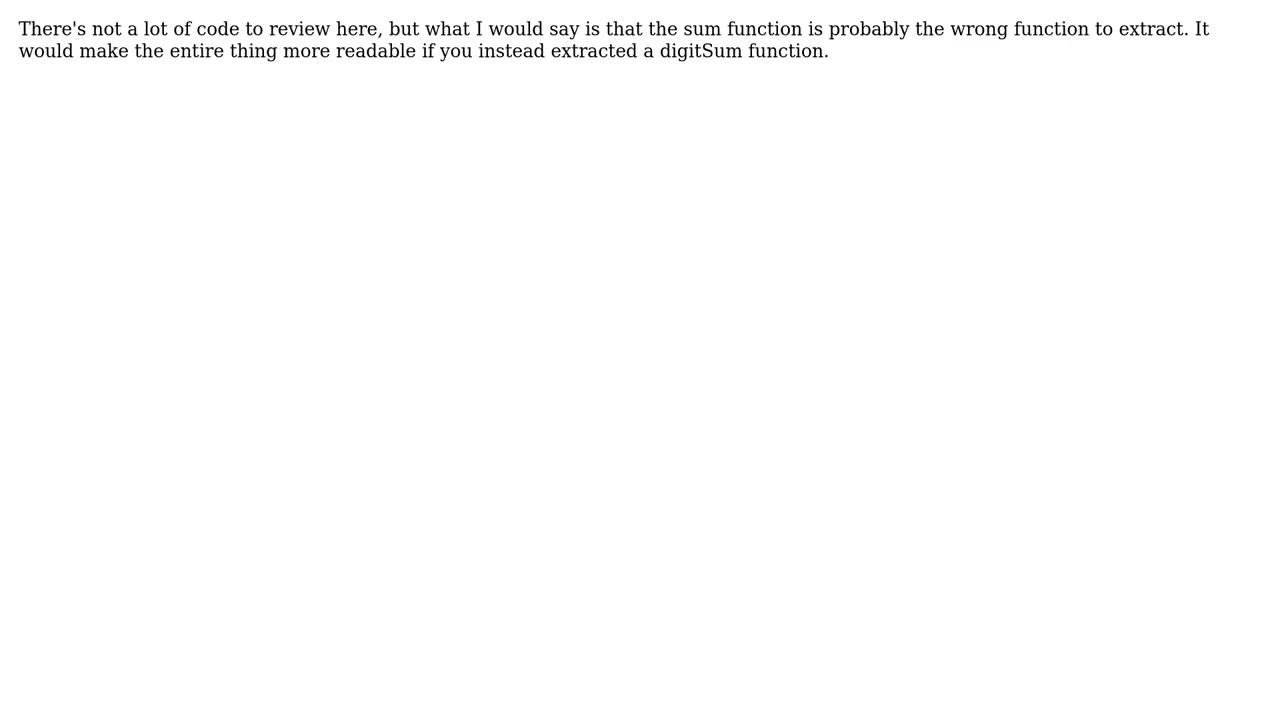 There's not a lot of code to review here, but what I would say is that the sum function is probably the wrong function to extract. It
would make the entire thing more readable if you instead extracted a digitSum function.